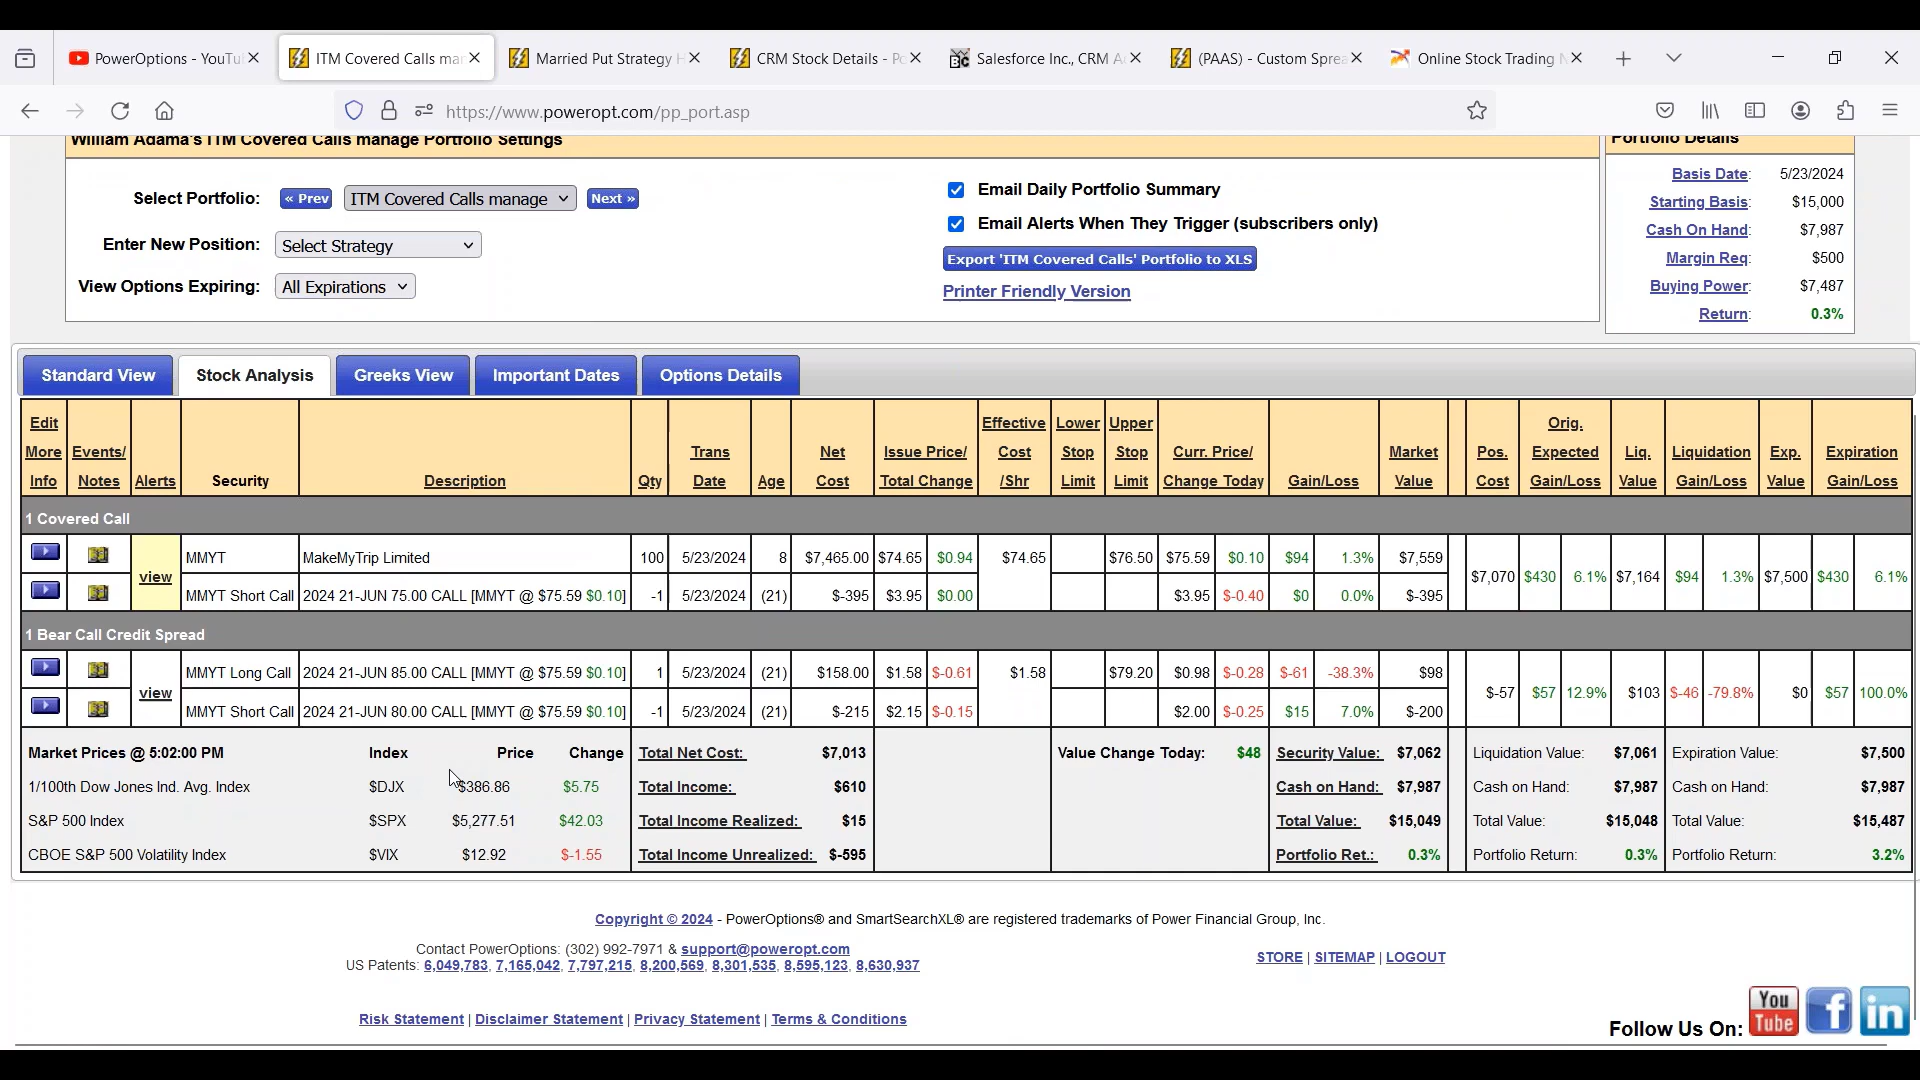 PowerOptions - YouTu
ITM Covered Calls ma
Married Put Strategy H
CRM Stock Details - Po
Salesforce Inc., CRM A
(PAAS) - Custom Sprea
Online Stock Trading N
https://www.poweropt.com/pp_port.asp
William Adama's ITM Covered Calls manage Portfolio Settings
Portfolio Details
Select Portfolio: « Prev ITM Covered Calls manage Next »
Enter New Position: Select Strategy
View Options Expiring: All Expirations
Email Daily Portfolio Summary
Email Alerts When They Trigger (subscribers only)
Export 'ITM Covered Calls' Portfolio to XLS
Printer Friendly Version
Basis Date: 5/23/2024
Starting Basis: $15,000
Cash On Hand: $7,987
Margin Req: $500
Buying Power: $7,487
Return: 0.3%
Standard View Stock Analysis Greeks View Important Dates Options Details
Edit More Info Events/ Notes Alerts Security Description Qty Trans Date Age Net Cost Issue Price/ Total Change Effective Cost /Shr Lower Stop Limit Upper Stop Limit Curr. Price/ Change Today Gain/Loss Market Value Pos. Cost Orig. Expected Gain/Loss Liq. Value Liquidation Gain/Loss Exp. Value Expiration Gain/Loss
1 Covered Call
view
MMYT MakeMyTrip Limited 100 5/23/2024 8 $7,465.00 $74.65 $0.94 $74.65 $76.50 $75.59 $0.10 $94 1.3% $7,559
MMYT Short Call 2024 21-JUN 75.00 CALL [MMYT @ $75.59 $0.10] -1 5/23/2024 (21) $-395 $3.95 $0.00 $3.95 $-0.40 $0 0.0% $-395
$7,070 $430 6.1% $7,164 $94 1.3% $7,500 $430 6.1%
1 Bear Call Credit Spread
view
MMYT Long Call 2024 21-JUN 85.00 CALL [MMYT @ $75.59 $0.10] 1 5/23/2024 (21) $158.00 $1.58 $-0.61 $1.58 $79.20 $0.98 $-0.28 $-61 -38.3% $98
MMYT Short Call 2024 21-JUN 80.00 CALL [MMYT @ $75.59 $0.10] -1 5/23/2024 (21) $-215 $2.15 $-0.15 $2.00 $-0.25 $15 7.0% $-200
$-57 $57 12.9% $103 $-46 -79.8% $0 $57 100.0%
Market Prices @ 5:02:00 PM Index Price Change
1/100th Dow Jones Ind. Avg. Index $DJX $386.86 $5.75
S&P 500 Index $SPX $5,277.51 $42.03
CBOE S&P 500 Volatility Index $VIX $12.92 $-1.55
Total Net Cost: $7,013
Total Income: $610
Total Income Realized: $15
Total Income Unrealized: $-595
Value Change Today: $48
Security Value: $7,062
Cash on Hand: $7,987
Total Value: $15,049
Portfolio Ret.: 0.3%
Liquidation Value: $7,061
Cash on Hand: $7,987
Total Value: $15,048
Portfolio Return: 0.3%
Expiration Value: $7,500
Cash on Hand: $7,987
Total Value: $15,487
Portfolio Return: 3.2%
Copyright © 2024 - PowerOptions® and SmartSearchXL® are registered trademarks of Power Financial Group, Inc.
Contact PowerOptions: (302) 992-7971 & support@poweropt.com
US Patents: 6,049,783, 7,165,042, 7,797,215, 8,200,569, 8,301,535, 8,595,123, 8,630,937
STORE | SITEMAP | LOGOUT
Risk Statement | Disclaimer Statement | Privacy Statement | Terms & Conditions
Follow Us On: You Tube f in